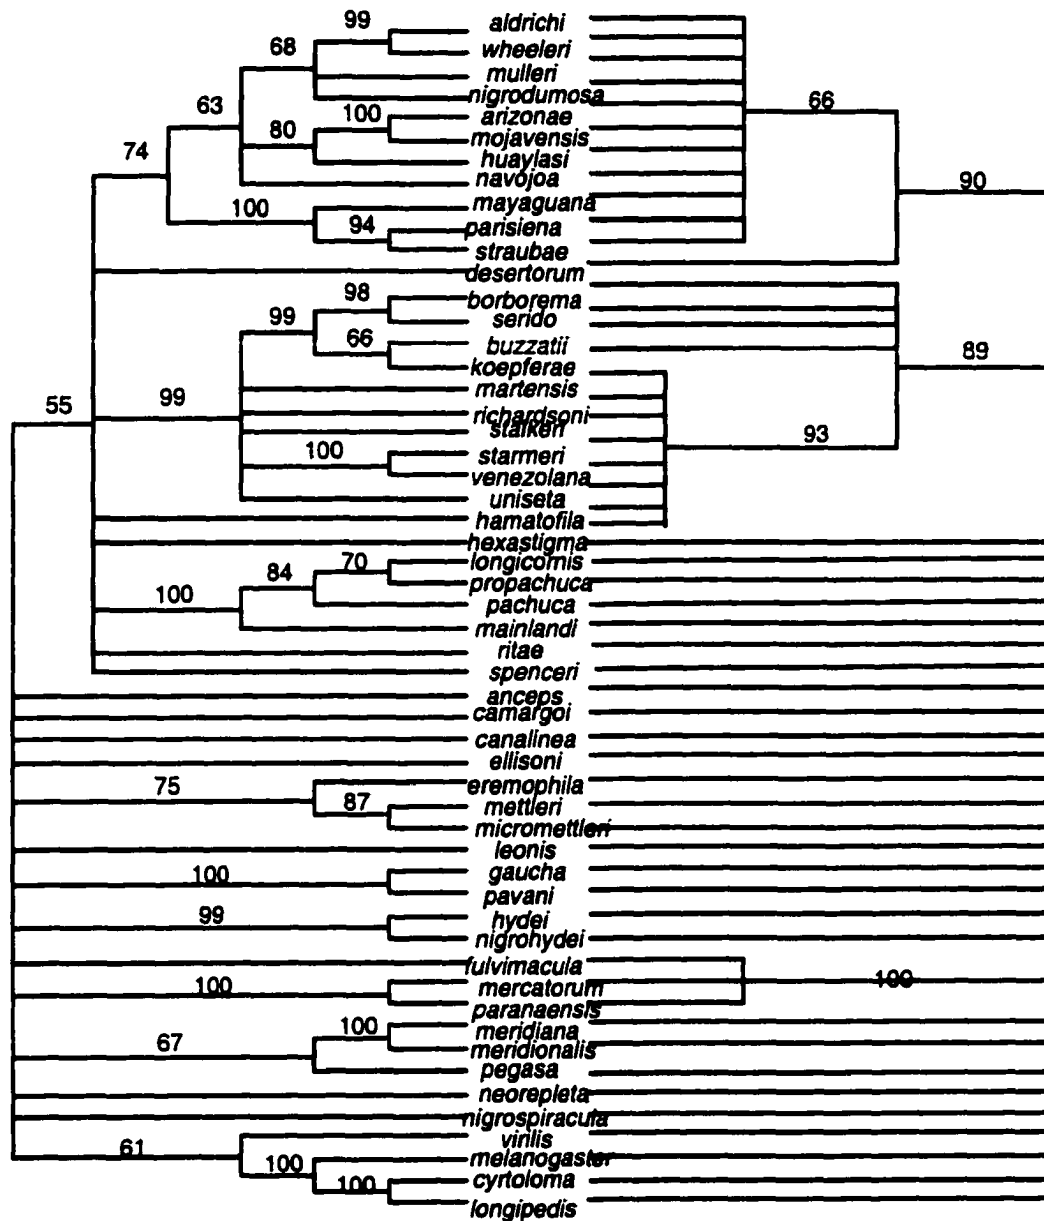 99 aldrichi
68 wheeleri
mulleri
63 nigrodumosa 66
100 arizonae
80 mojavensis
74 huaylasi
navojoa 90
100 mayaguana
94 parisiena
straubae
desertorum
98 borborema
99 serido
66 buzzatii 89
koepferae
55 99 martensis
richardsoni
stalkeri 93
100 starmeri
venezolana
uniseta
hamatofila
hexastigma
70 longicornis
84 propachuca
100 pachuca
mainlandi
ritae
spenceri
anceps
camargoi
canalinea
ellisoni
75 eremophila
87 mettleri
micromettleri
leonis
100 gaucha
pavani
99 hydei
nigrohydei
fulvimacula
100 mercatorum 100
paranaensis
100 meridiana
67 meridionalis
pegasa
neorepleta
nigrospiracula
61 virilis
100 melanogaster
100 cyrtoloma
longipedis